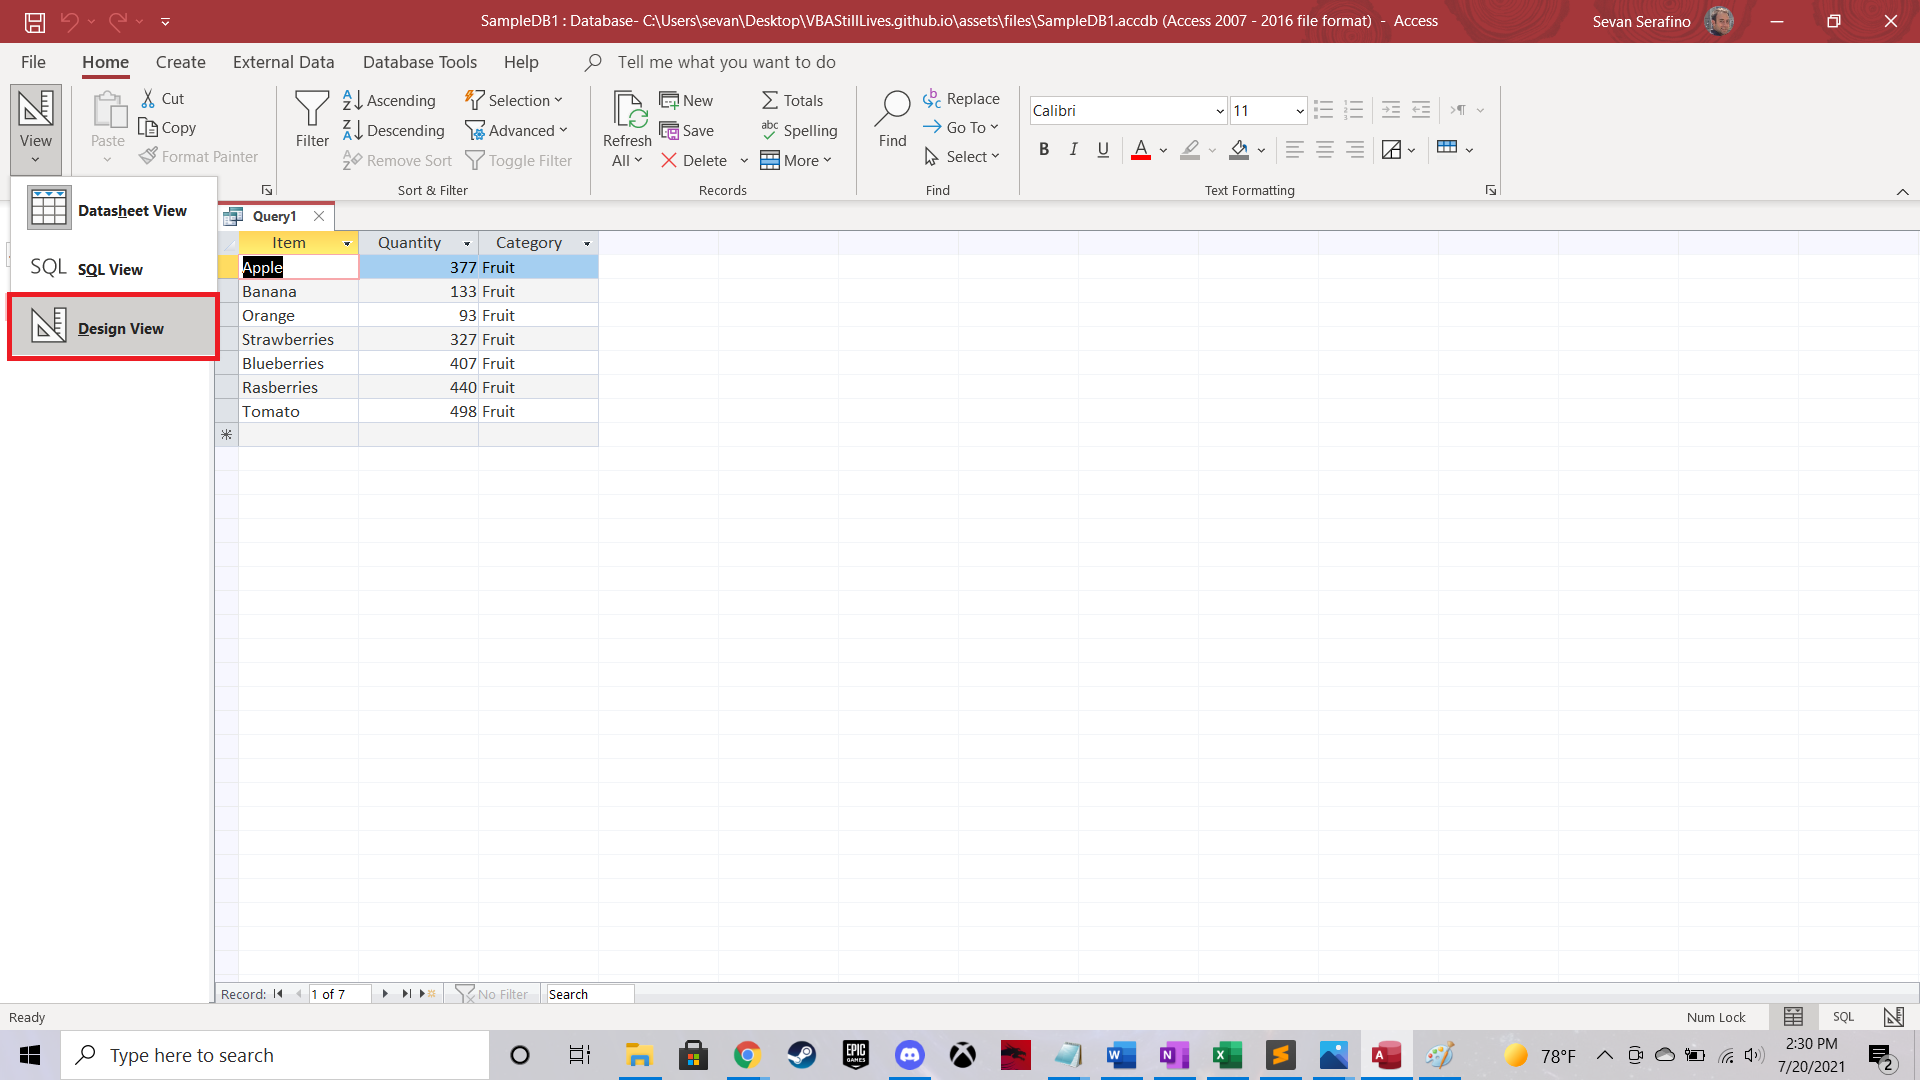 SampleDB1 : Database- C:\Users\sevan\Desktop\VBAStillLives.github.io\assets\files\SampleDB1.accdb (Access 2007 - 2016 file format) - Access
Sevan Serafino
File Home Create External Data Database Tools Help Tell me what you want to do
View
Paste
Cut
Copy
Format Painter
Filter
Ascending
Descending
Remove Sort
Selection
Advanced
Toggle Filter
Sort & Filter
Refresh
All
New
Save
Delete
Totals
Spelling
More
Records
Find
Replace
Go To
Select
Find
Calibri 11
B I U A
Text Formatting
Datasheet View
SQL SQL View
Design View
Query1
Item Quantity Category
Apple 377 Fruit
Banana 133 Fruit
Orange 93 Fruit
Strawberries 327 Fruit
Blueberries 407 Fruit
Rasberries 440 Fruit
Tomato 498 Fruit
Record: 1 of 7 No Filter Search
Ready
Num Lock SQL
Type here to search
EPIC
GAMES
78°F
2:30 PM
7/20/2021
2